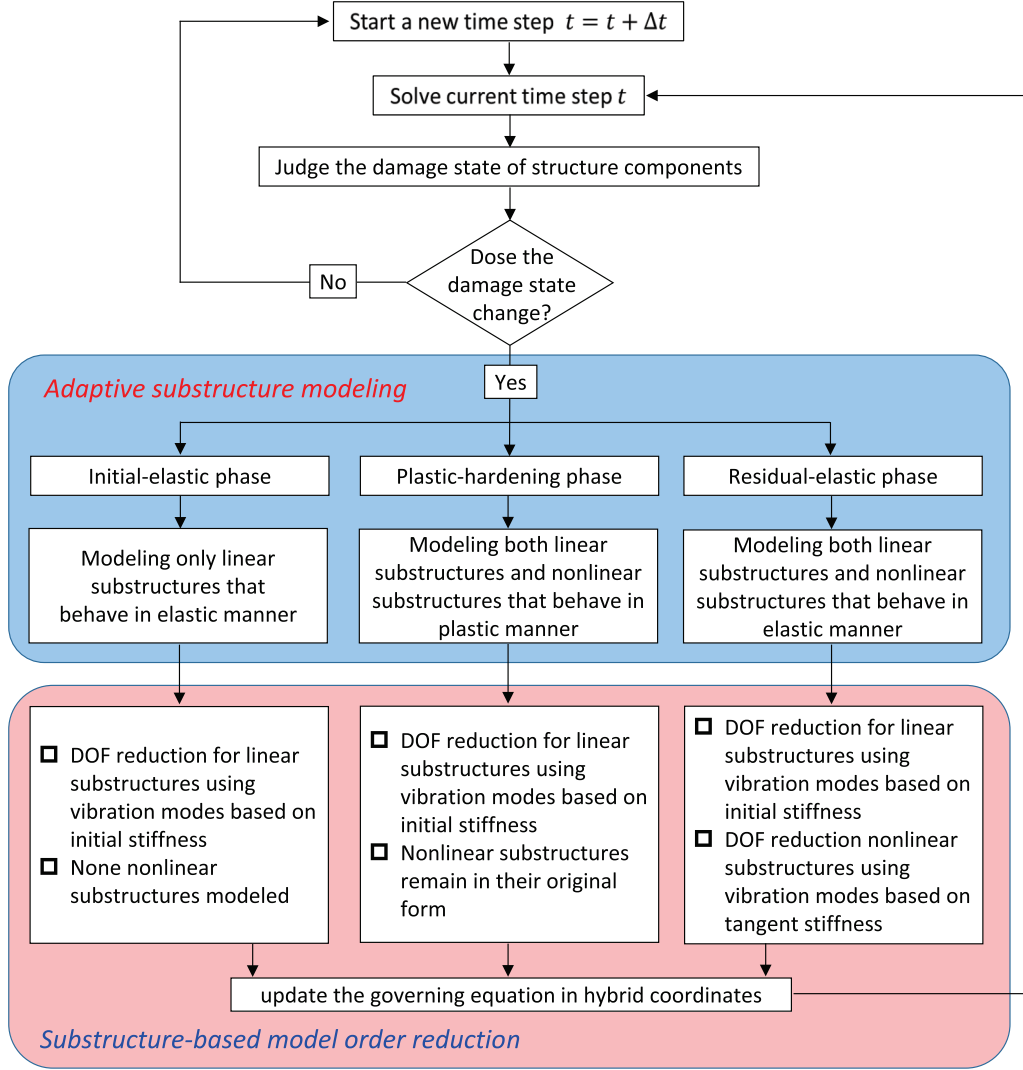 Start a new time step t = t + Δt
Solve current time step t
Judge the damage state of structure components
Dose the
damage state
change?
No
Yes
Adaptive substructure modeling
Initial-elastic phase
Plastic-hardening phase
Residual-elastic phase
Modeling only linear
substructures that
behave in elastic manner
Modeling both linear
substructures and nonlinear
substructures that behave in
plastic manner
Modeling both linear
substructures and nonlinear
substructures that behave in
elastic manner
DOF reduction for linear
substructures using
vibration modes based on
initial stiffness
None nonlinear
substructures modeled
DOF reduction for linear
substructures using
vibration modes based on
initial stiffness
Nonlinear substructures
remain in their original
form
DOF reduction for linear
substructures using
vibration modes based on
initial stiffness
DOF reduction nonlinear
substructures using
vibration modes based on
tangent stiffness
update the governing equation in hybrid coordinates
Substructure-based model order reduction